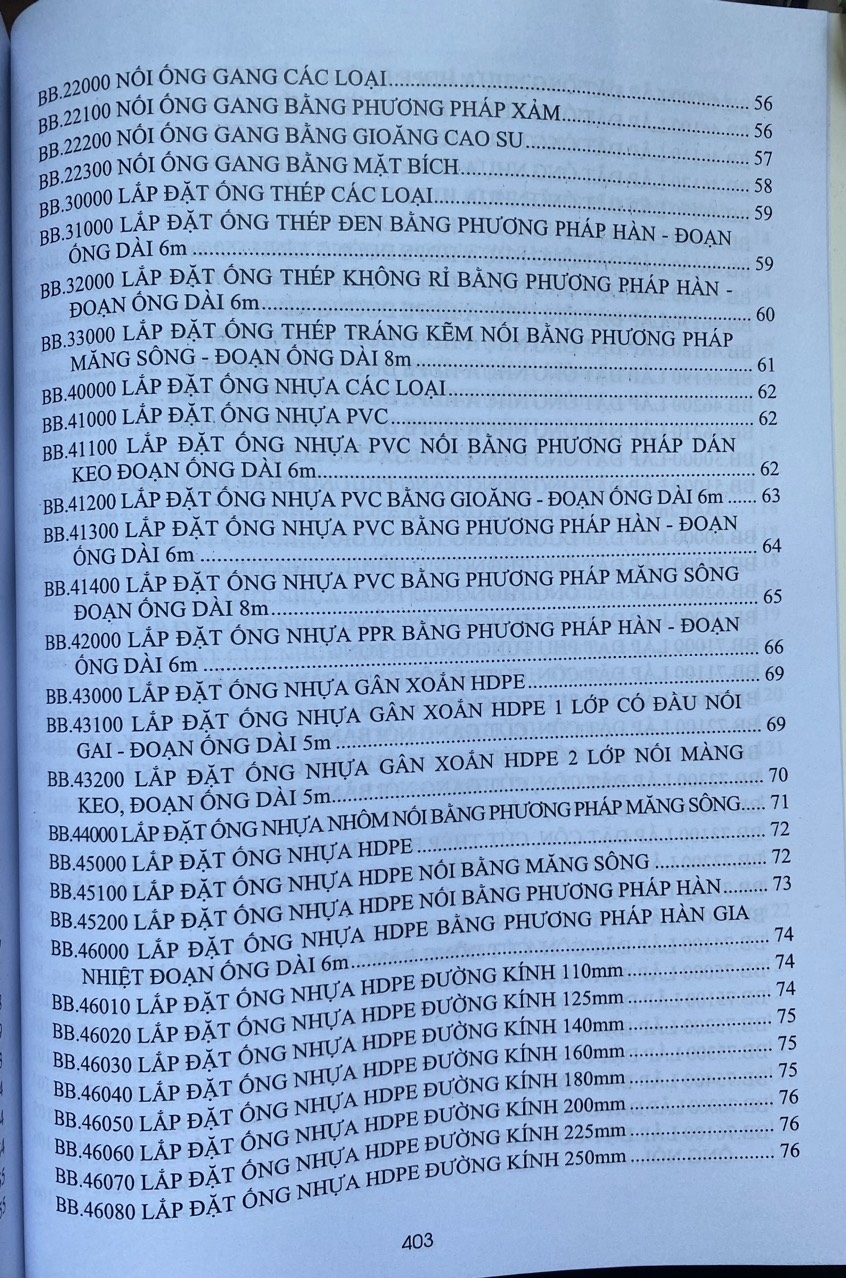 BB.22000 NỐI ỐNG GANG CÁC LOẠI........ 56
BB.22100 NỐI ỐNG GANG BẰNG PHƯƠNG PHÁP XẢM........ 56
BB.22200 NỐI ỐNG GANG BẰNG GIOĂNG CAO SU........ 57
BB.22300 NỐI ỐNG GANG BẰNG MẶT BÍCH........ 58
BB.30000 LẮP ĐẶT ỐNG THÉP CÁC LOẠI........ 59
BB.31000 LẮP ĐẶT ỐNG THÉP ĐEN BẰNG PHƯƠNG PHÁP HÀN - ĐOẠN
ỐNG DÀI 6m ........ 59
BB.32000 LẮP ĐẶT ỐNG THÉP KHÔNG RỈ BẰNG PHƯƠNG PHÁP HÀN -
ĐOẠN ỐNG DÀI 6m........ 60
BB.33000 LẮP ĐẶT ỐNG THÉP TRÁNG KẼM NỐI BẰNG PHƯƠNG PHÁP
MĂNG SÔNG - ĐOẠN ỐNG DÀI 8m ........ 61
BB.40000 LẮP ĐẶT ỐNG NHỰA CÁC LOẠI........ 62
BB.41000 LẮP ĐẶT ỐNG NHỰA PVC........ 62
BB.41100 LẮP ĐẶT ỐNG NHỰA PVC NỐI BẰNG PHƯƠNG PHÁP DÁN
KEO ĐOẠN ỐNG DÀI 6m........ 62
BB.41200 LẮP ĐẶT ỐNG NHỰA PVC BẰNG GIOĂNG - ĐOẠN ỐNG DÀI 6m ...... 63
BB.41300 LẮP ĐẶT ỐNG NHỰA PVC BẰNG PHƯƠNG PHÁP HÀN - ĐOẠN
ỐNG DÀI 6m ........ 64
BB.41400 LẮP ĐẶT ỐNG NHỰA PVC BẰNG PHƯƠNG PHÁP MĂNG SÔNG
ĐOẠN ỐNG DÀI 8m........ 65
BB.42000 LẮP ĐẶT ỐNG NHỰA PPR BẰNG PHƯƠNG PHÁP HÀN - ĐOẠN
ỐNG DÀI 6m ........ 66
BB.43000 LẮP ĐẶT ỐNG NHỰA GÂN XOẮN HDPE........ 69
BB.43100 LẮP ĐẶT ỐNG NHỰA GÂN XOẮN HDPE 1 LỚP CÓ ĐẦU NỐI
GAI - ĐOẠN ỐNG DÀI 5m ........ 69
BB.43200 LẮP ĐẶT ỐNG NHỰA GÂN XOẮN HDPE 2 LỚP NỐI MÀNG
KEO, ĐOẠN ỐNG DÀI 5m........ 70
BB.44000 LẮP ĐẶT ỐNG NHỰA NHÔM NỐI BẰNG PHƯƠNG PHÁP MĂNG SÔNG.... 71
BB.45000 LẮP ĐẶT ỐNG NHỰA HDPE ........ 72
BB.45100 LẮP ĐẶT ỐNG NHỰA HDPE NỐI BẰNG MĂNG SÔNG ........ 72
BB.45200 LẮP ĐẶT ỐNG NHỰA HDPE NỐI BẰNG PHƯƠNG PHÁP HÀN........ 73
BB.46000 LẮP ĐẶT ỐNG NHỰA HDPE BẰNG PHƯƠNG PHÁP HÀN GIA
NHIỆT ĐOẠN ỐNG DÀI 6m........ 74
BB.46010 LẮP ĐẶT ỐNG NHỰA HDPE ĐƯỜNG KÍNH 110mm ........ 74
BB.46020 LẮP ĐẶT ỐNG NHỰA HDPE ĐƯỜNG KÍNH 125mm ........ 74
BB.46030 LẮP ĐẶT ỐNG NHỰA HDPE ĐƯỜNG KÍNH 140mm ........ 75
BB.46040 LẮP ĐẶT ỐNG NHỰA HDPE ĐƯỜNG KÍNH 160mm ........ 75
BB.46050 LẮP ĐẶT ỐNG NHỰA HDPE ĐƯỜNG KÍNH 180mm ........ 75
BB.46060 LẮP ĐẶT ỐNG NHỰA HDPE ĐƯỜNG KÍNH 200mm ........ 76
BB.46070 LẮP ĐẶT ỐNG NHỰA HDPE ĐƯỜNG KÍNH 225mm ........ 76
BB.46080 LẮP ĐẶT ỐNG NHỰA HDPE ĐƯỜNG KÍNH 250mm ........ 76
403